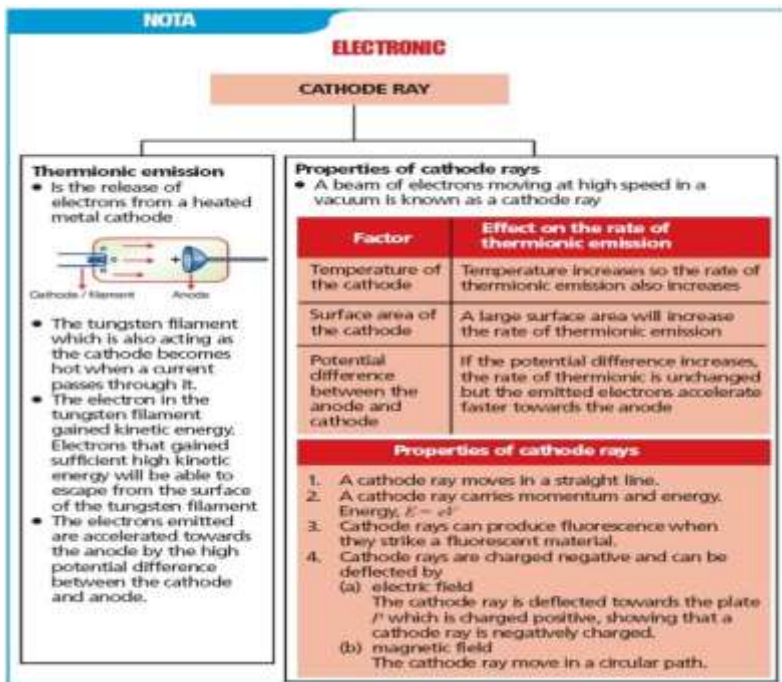 NOTA
ELECTRONIC
CATHODE RAY
Thermionic emission
• Is the release of
electrons from a heated
metal cathode
Cathode / filament
Anode
• The tungsten filament
which is also acting as
the cathode becomes
hot when a current
passes through it.
• The electron in the
tungsten filament
gained kinetic energy.
Electrons that gained
sufficient high kinetic
energy will be able to
escape from the surface
of the tungsten filament
• The electrons emitted
are accelerated towards
the anode by the high
potential difference
between the cathode
and anode.
Properties of cathode rays
• A beam of electrons moving at high speed in a
vacuum is known as a cathode ray
Factor
Effect on the rate of
thermionic emission
Temperature of
the cathode
Temperature increases so the rate of
thermionic emission also increases
Surface area of
the cathode
A large surface area will increase
the rate of thermionic emission
Potential
difference
between the
anode and
cathode
If the potential difference increases,
the rate of thermionic is unchanged
but the emitted electrons accelerate
faster towards the anode
Properties of cathode rays
1. A cathode ray moves in a straight line.
2. A cathode ray carries momentum and energy.
Energy, E = eV
3. Cathode rays can produce fluorescence when
they strike a fluorescent material.
4. Cathode rays are charged negative and can be
deflected by
(a) electric field
The cathode ray is deflected towards the plate
P which is charged positive, showing that a
cathode ray is negatively charged.
(b) magnetic field
The cathode ray move in a circular path.